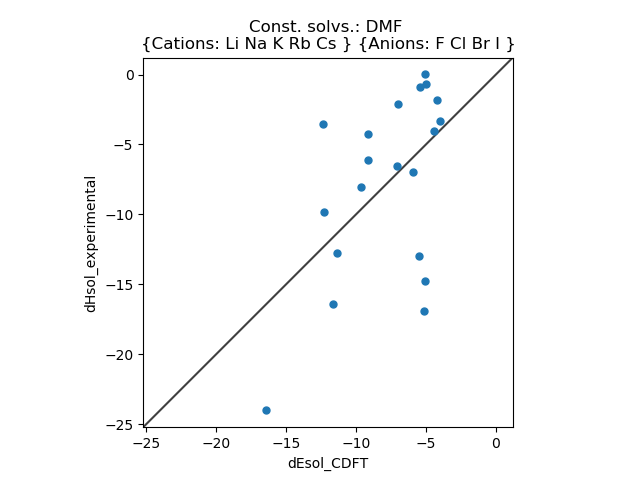 Const. solvs.: DMF
{Cations: Li Na K Rb Cs } {Anions: F Cl Br I }
0
−5
−10
−15
−20
−25
dHsol_experimental
−25 −20 −15 −10 −5 0
dEsol_CDFT